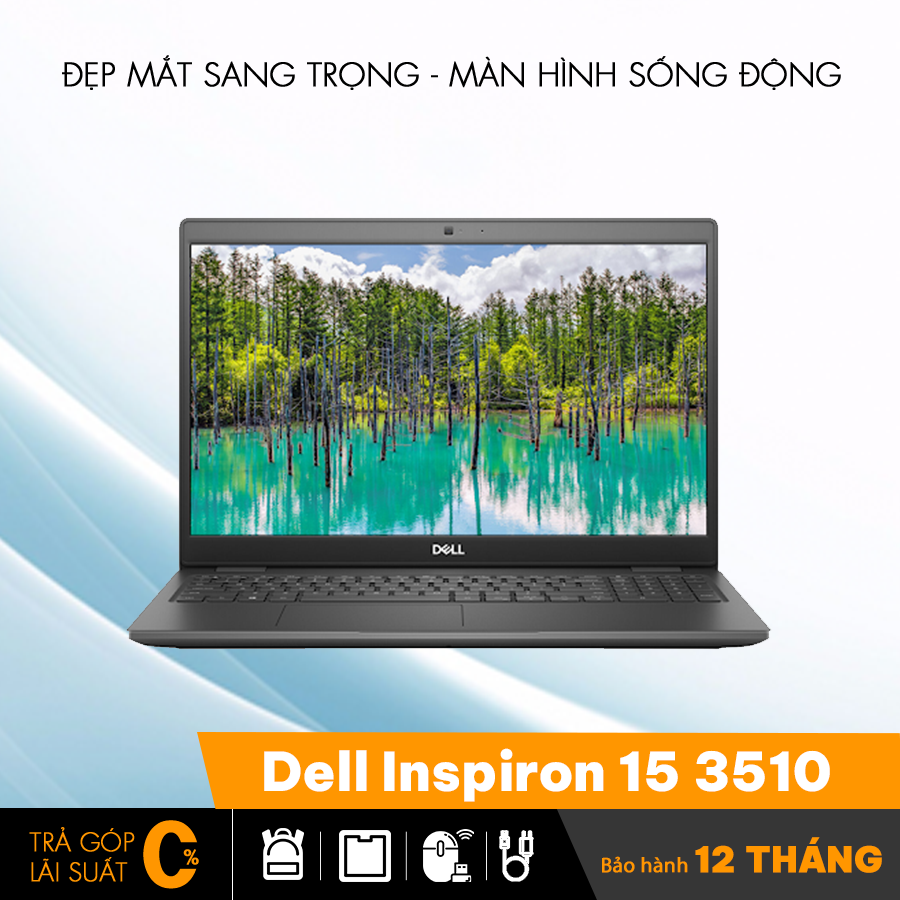 ĐẸP MẮT SANG TRỌNG - MÀN HÌNH SỐNG ĐỘNG
DELL
Dell Inspiron 15 3510
TRẢ GÓP
LÃI SUẤT
0%
Bảo hành 12 THÁNG